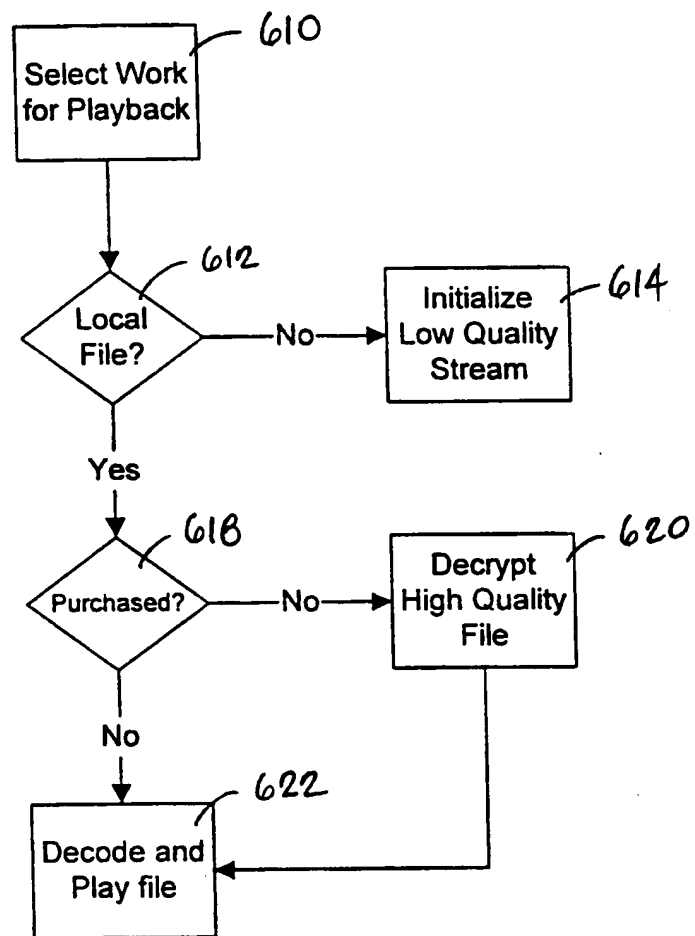 610
Select Work
for Playback
612
Local
File?
No
Initialize
Low Quality
Stream
614
Yes
618
Purchased?
No
Decrypt
High Quality
File
620
No
622
Decode and
Play file